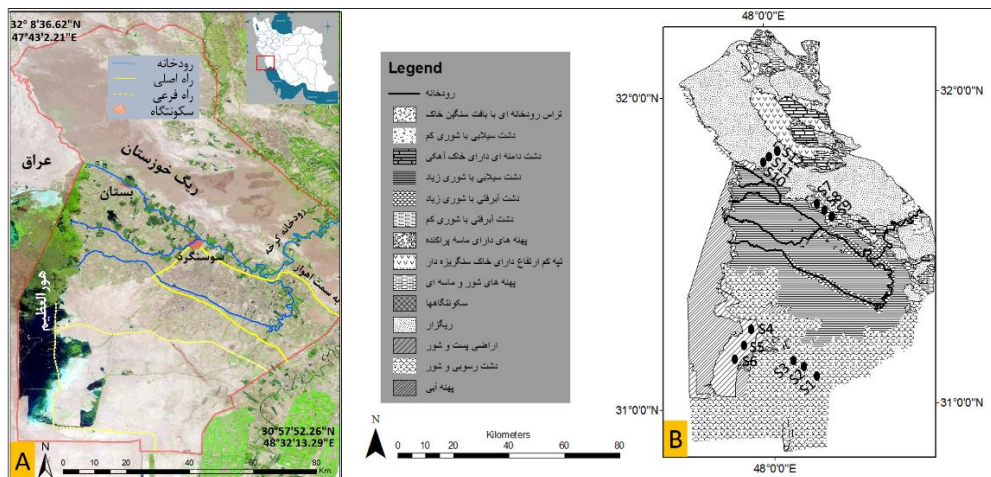 32° 8'36.62"N
47°43'2.21"E
رودخانه
راه اصلی
راه فرعی
سکونتگاه
عراق
ریگ خوزستان
بستان
رودخانه کرخه
سوسنگرد
به سمت اهواز
هورالعظیم
30°57'52.26"N
48°32'13.29"E
A
N
0 20 40 60 80
Km
Legend
رودخانه
تراس رودخانه ای با بافت سنگین خاک
دشت سیلابی با شوری کم
دشت دامنه ای دارای خاک آهکی
دشت سیلابی با شوری زیاد
دشت آبرفتی با شوری زیاد
دشت آبرفتی با شوری کم
پهنه های دارای ماسه پراکنده
تپه کم ارتفاع دارای خاک سنگریزه دار
پهنه های شور و ماسه ای
سکونتگاهها
ریگزار
اراضی پست و شور
دشت رسوبی و شور
پهنه آبی
N
Kilometers
0 10 20 40 60 80
48°0'0"E
32°0'0"N
32°0'0"N
S11
S10
S4
S5
S6
S3
S2
S1
31°0'0"N
31°0'0"N
B
48°0'0"E